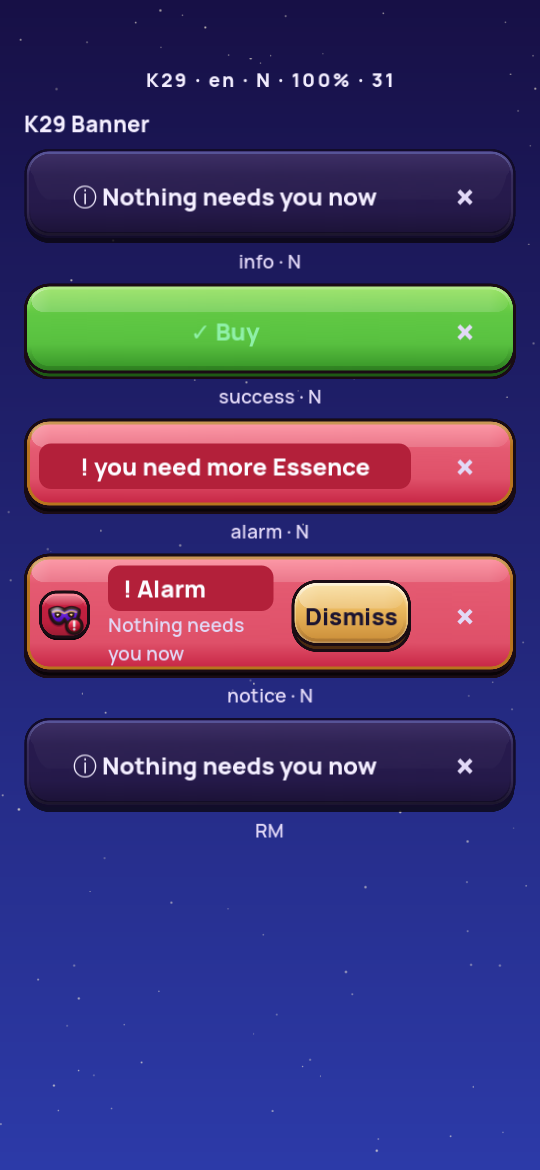 K29 · en · N · 100% · 31
K29 Banner
ⓘ Nothing needs you now ×
info · N
✓ Buy ×
success · N
! you need more Essence ×
alarm · N
! Alarm
Nothing needs
you now
Dismiss ×
notice · N
ⓘ Nothing needs you now ×
RM